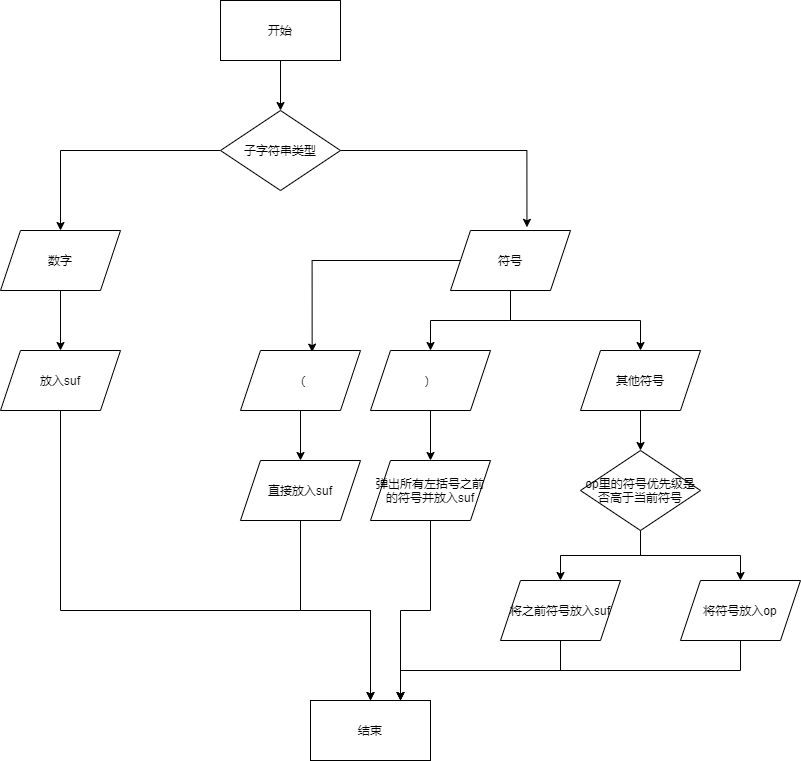 开始
子字符串类型
数字
符号
放入suf
（
）
其他符号
直接放入suf
弹出所有左括号之前
的符号并放入suf
op里的符号优先级是
否高于当前符号
将之前符号放入suf
将符号放入op
结束